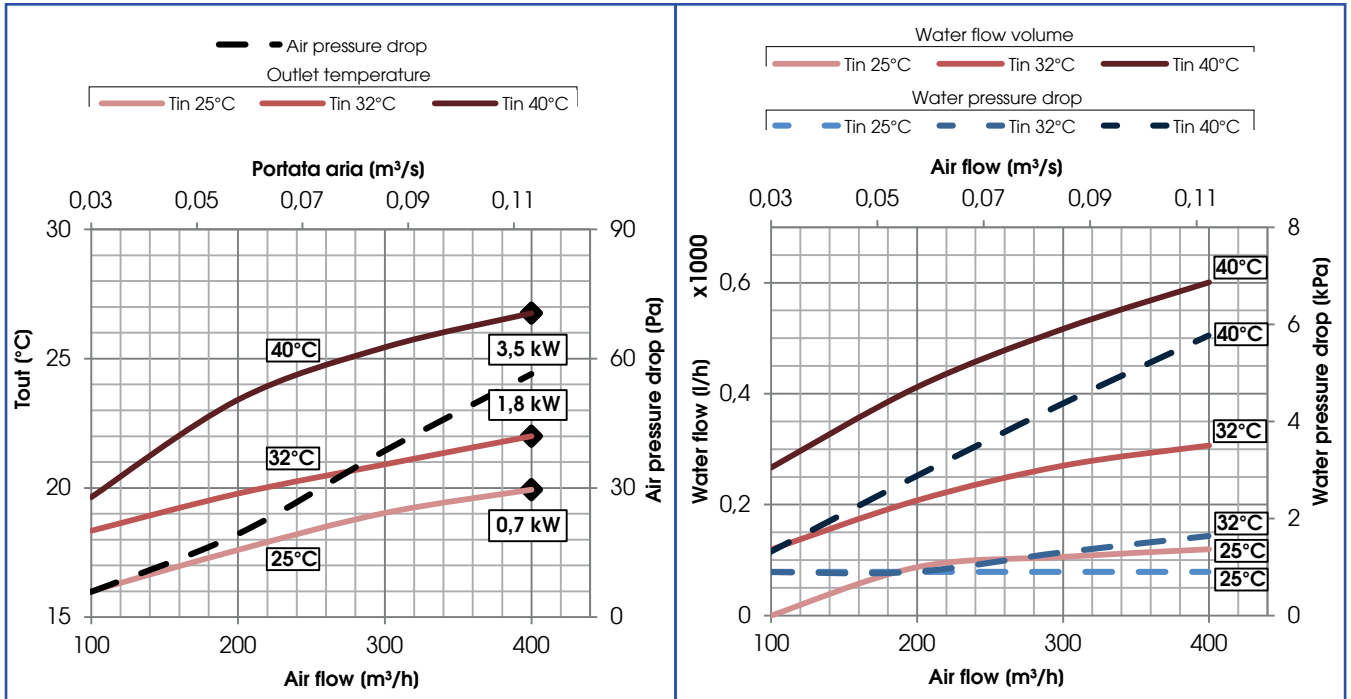 Air pressure drop
Outlet temperature
Tin 25°C Tin 32°C Tin 40°C
Portata aria (m³/s)
0,03 0,05 0,07 0,09 0,11
30 90
25 60
20 30
15 0
Tout (°C)
Air pressure drop (Pa)
40°C
3,5 kW
1,8 kW
32°C
0,7 kW
25°C
100 200 300 400
Air flow (m³/h)
Water flow volume
Tin 25°C Tin 32°C Tin 40°C
Water pressure drop
Tin 25°C Tin 32°C Tin 40°C
Air flow (m³/s)
0,03 0,05 0,07 0,09 0,11
x1000
Water flow (l/h)
0,6
0,4
0,2
0
8
6
4
2
0
Water pressure drop (kPa)
40°C
40°C
32°C
32°C
25°C
25°C
100 200 300 400
Air flow (m³/h)